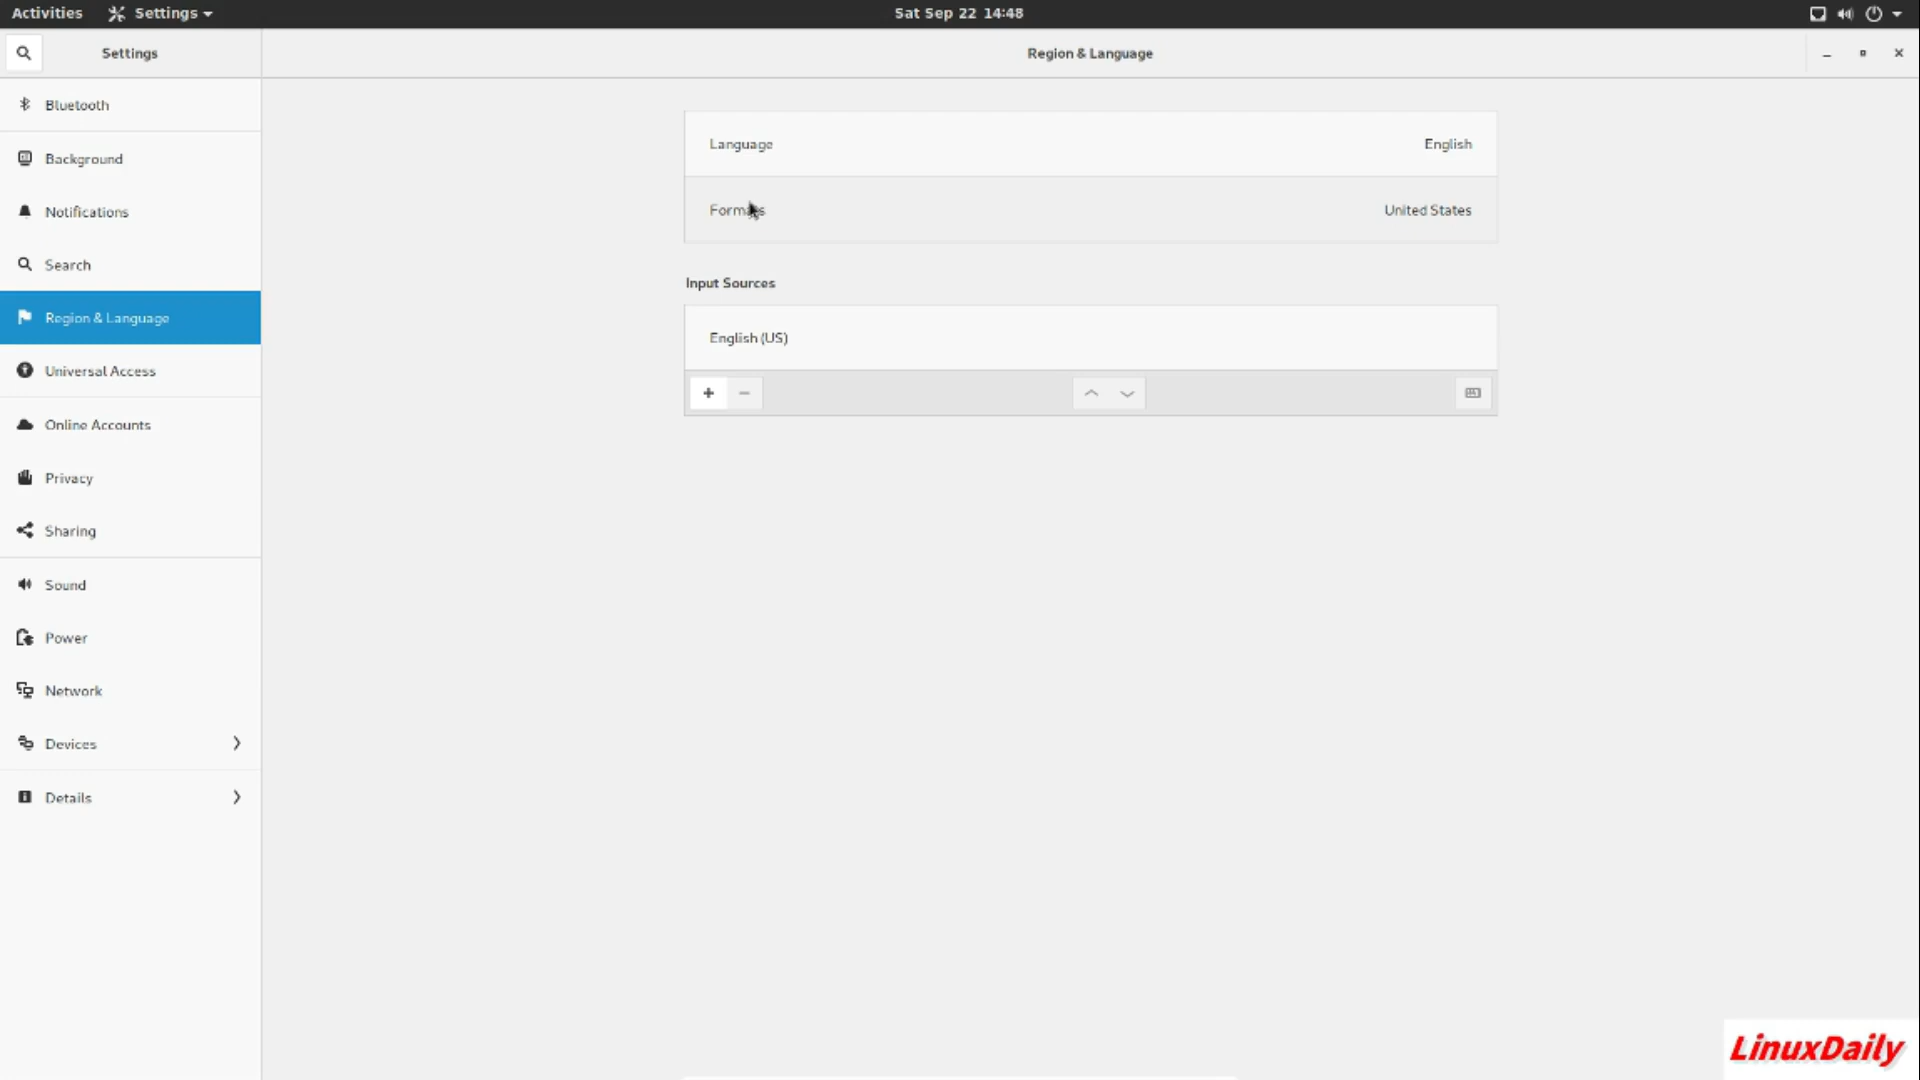 Activities Settings Sat Sep 22 14:48
Settings Region & Language
Bluetooth
Background
Notifications
Search
Region & Language
Universal Access
Online Accounts
Privacy
Sharing
Sound
Power
Network
Devices
Details
Language English
Formats United States
Input Sources
English (US)
LinuxDaily